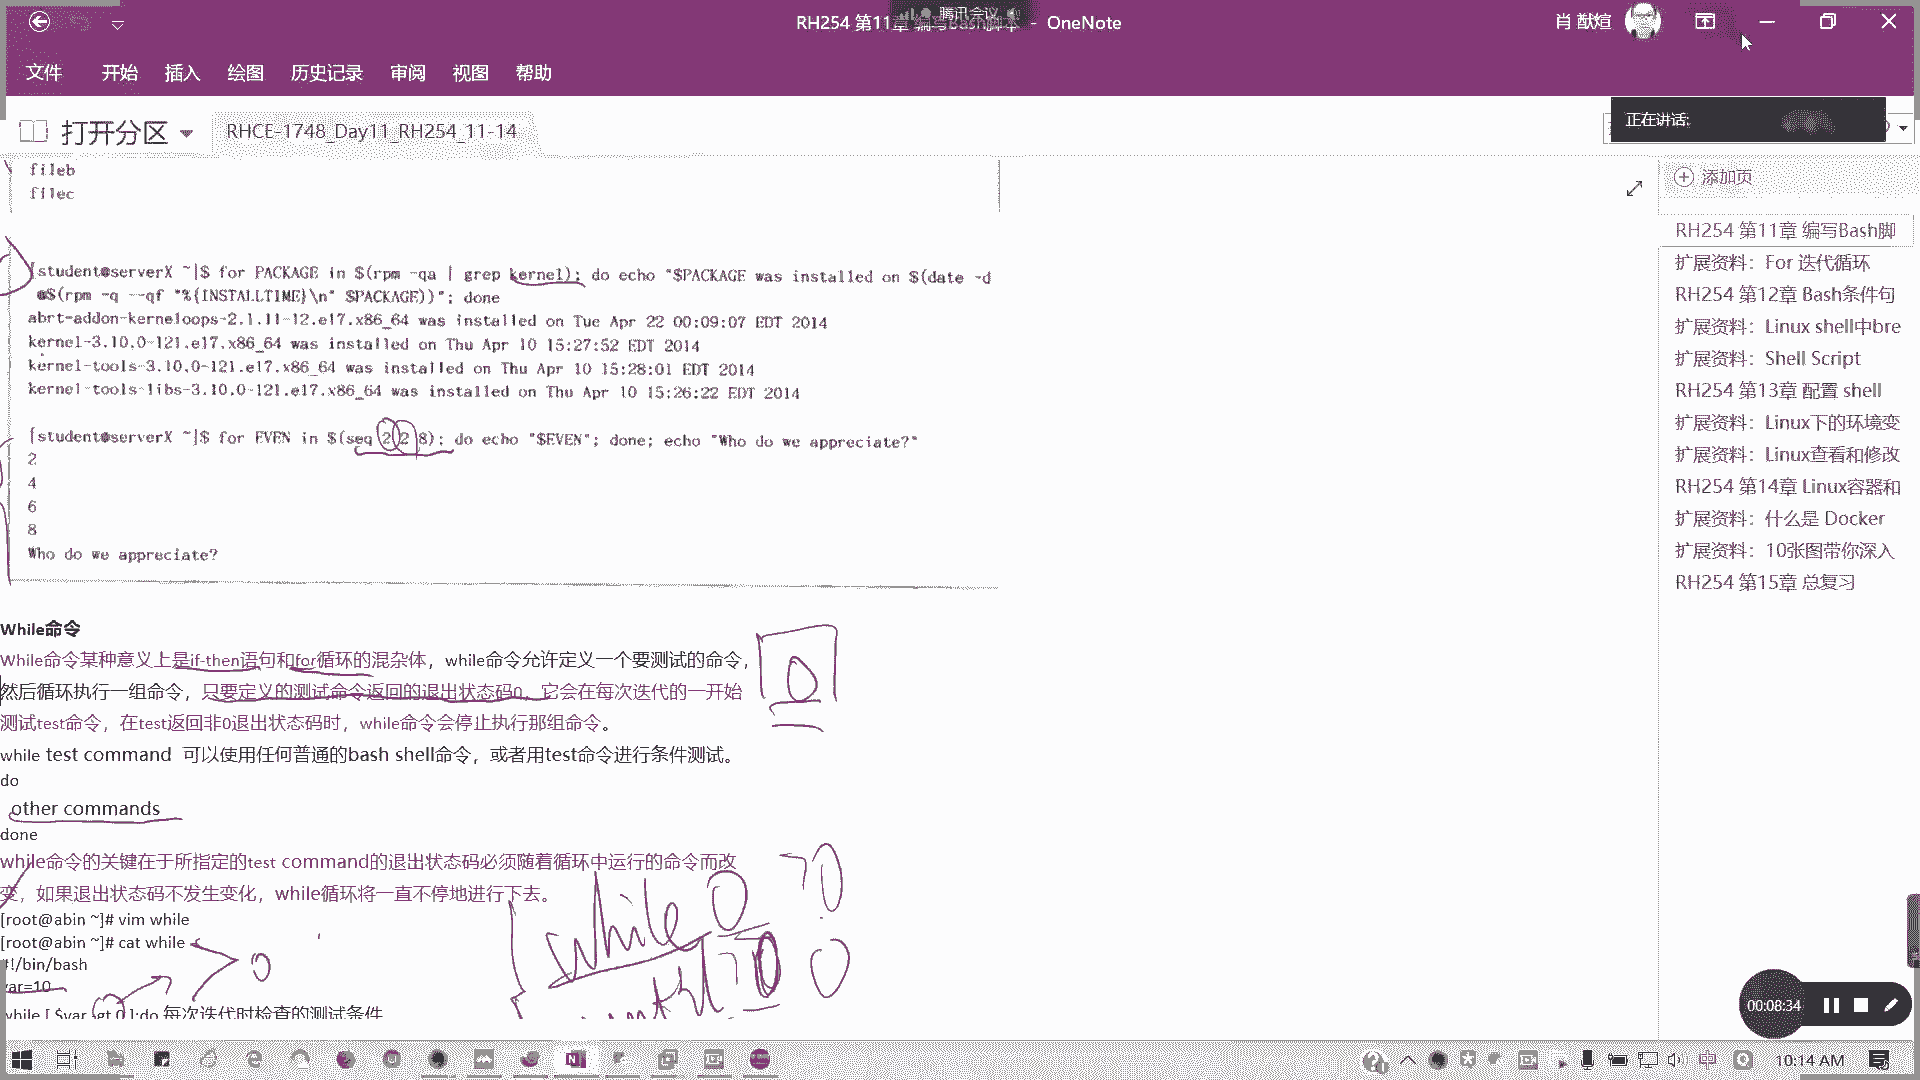 腾讯会议
RH254 第11章 编写Bash脚本 - OneNote
肖 猷煊
文件 开始 插入 绘图 历史记录 审阅 视图 帮助
打开分区
RHCE-1748_Day11_RH254_11-14
正在讲话:
添加页
fileb
filec
[student@serverX ~]$ for PACKAGE in $(rpm -qa | grep kernel); do echo "$PACKAGE was installed on $(date -d
@$(rpm -q --qf "%{INSTALLTIME}\n" $PACKAGE))"; done
abrt-addon-kerneloops-2.1.11-12.el7.x86_64 was installed on Tue Apr 22 00:09:07 EDT 2014
kernel-3.10.0-121.el7.x86_64 was installed on Thu Apr 10 15:27:52 EDT 2014
kernel-tools-3.10.0-121.el7.x86_64 was installed on Thu Apr 10 15:28:01 EDT 2014
kernel-tools-libs-3.10.0-121.el7.x86_64 was installed on Thu Apr 10 15:26:22 EDT 2014
[student@serverX ~]$ for EVEN in $(seq 2 2 8); do echo "$EVEN"; done; echo "Who do we appreciate?"
2
4
6
8
Who do we appreciate?
While命令
While命令某种意义上是if-then语句和for循环的混杂体，while命令允许定义一个要测试的命令，
然后循环执行一组命令，只要定义的测试命令返回的退出状态码0。它会在每次迭代的一开始
测试test命令，在test返回非0退出状态码时，while命令会停止执行那组命令。
while test command 可以使用任何普通的bash shell命令，或者用test命令进行条件测试。
do
other commands
done
while命令的关键在于所指定的test command的退出状态码必须随着循环中运行的命令而改
变，如果退出状态码不发生变化，while循环将一直不停地进行下去。
[root@abin ~]# vim while
[root@abin ~]# cat while
#!/bin/bash
var=10
while [ $var -gt 0 ];do 每次迭代时检查的测试条件
0
while 0
70
until 70
0
0
RH254 第11章 编写Bash脚
扩展资料：For 迭代循环
RH254 第12章 Bash条件句
扩展资料：Linux shell中bre
扩展资料：Shell Script
RH254 第13章 配置 shell
扩展资料：Linux下的环境变
扩展资料：Linux查看和修改
RH254 第14章 Linux容器和
扩展资料：什么是 Docker
扩展资料：10张图带你深入
RH254 第15章 总复习
00:08:34
中
10:14 AM